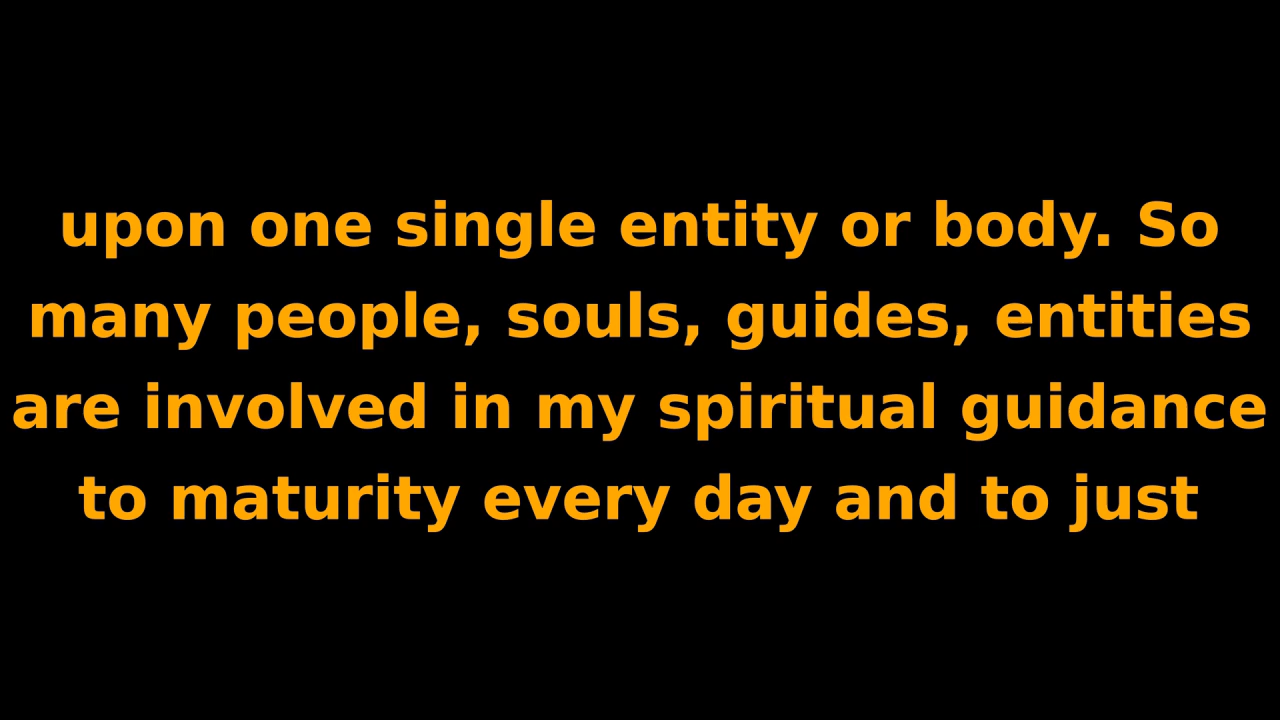 upon one single entity or body. So
many people, souls, guides, entities
are involved in my spiritual guidance
to maturity every day and to just